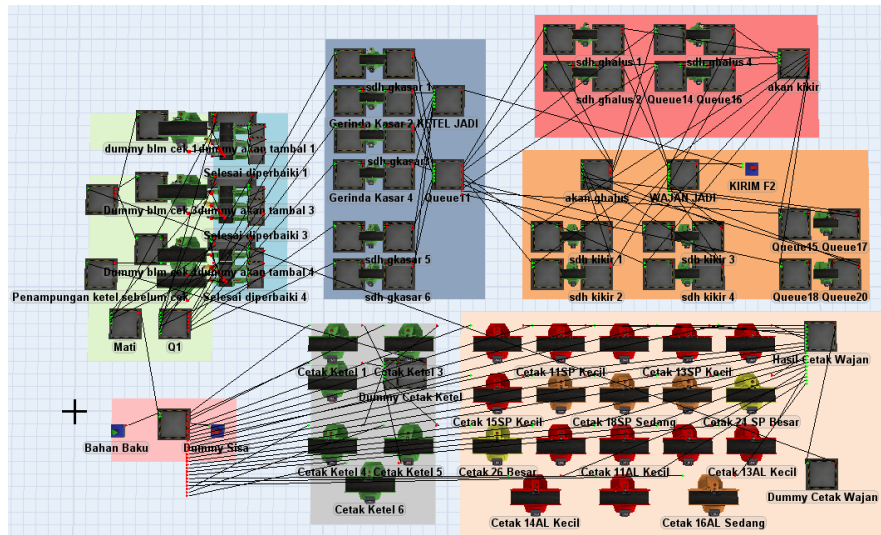 sdh.ghalus 1 sdh.ghalus 4
sdh.ghalus 2 Queue14 Queue16 akan kikir
sdh.gkasar 1
Gerinda Kasar 2 KETEL JADI
sdh.gkasar3
Gerinda Kasar 4 Queue11
sdh.gkasar 5
sdh.gkasar 6
dummy blm cek 1 dummy akan tambal 1
Selesai diperbaiki 1
Dummy blm cek 3 dummy akan tambal 3
Selesai diperbaiki 3
Dummy blm cek dummy akan tambal 4
Penampungan ketel sebelum cek Selesai diperbaiki 4
Mati Q1
akan ghalus WAJAN JADI KIRIM F2
sdh kikir 1 sdh kikir 3 Queue15 Queue17
sdh kikir 2 sdh kikir 4 Queue18 Queue20
Bahan Baku Dummy Sisa
Cetak Ketel 1 Cetak Ketel 3
Dummy Cetak Ketel
Cetak Ketel 4 Cetak Ketel 5
Cetak Ketel 6
Cetak 11SP Kecil Cetak 13SP Kecil Hasil Cetak Wajan
Cetak 15SP Kecil Cetak 18SP Sedang Cetak 24 SP Besar
Cetak 26 Besar Cetak 11AL Kecil Cetak 13AL Kecil
Cetak 14AL Kecil Cetak 16AL Sedang Dummy Cetak Wajan